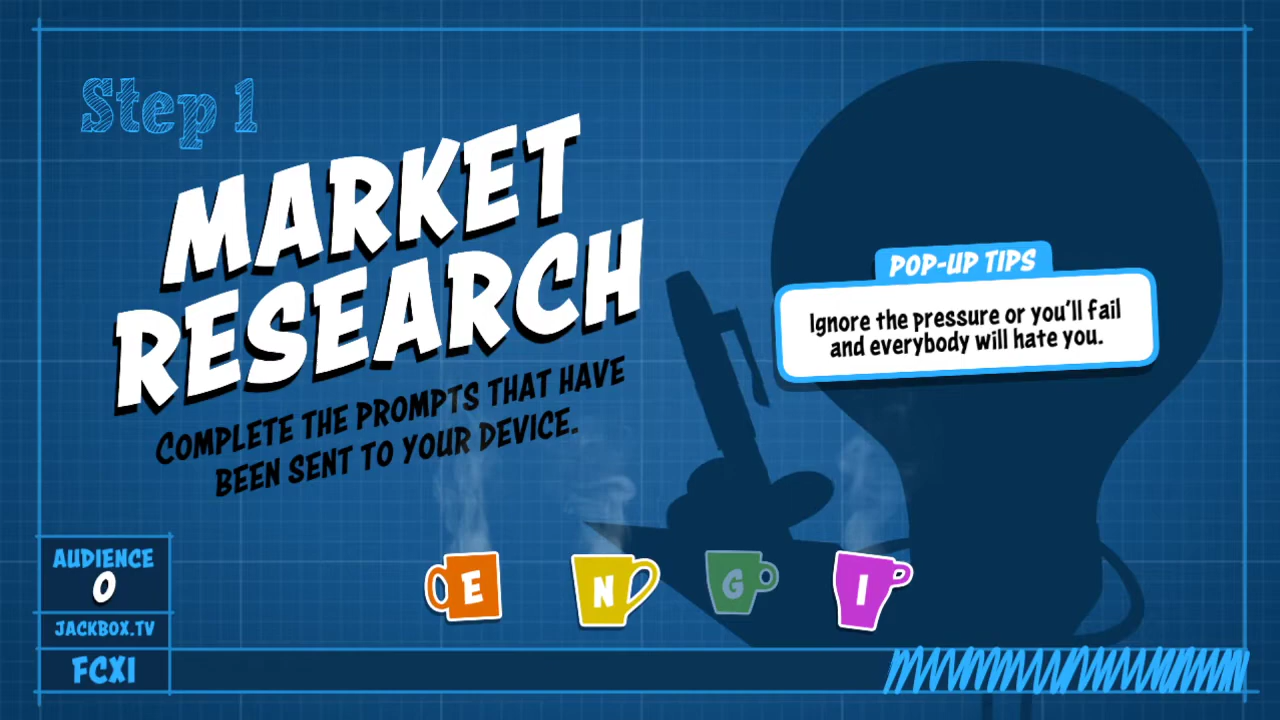 Step 1
MARKET
RESEARCH
COMPLETE THE PROMPTS THAT HAVE
BEEN SENT TO YOUR DEVICE.
POP-UP TIPS
Ignore the pressure or you'll fail
and everybody will hate you.
E N G I
AUDIENCE
0
JACKBOX.TV
FCXI